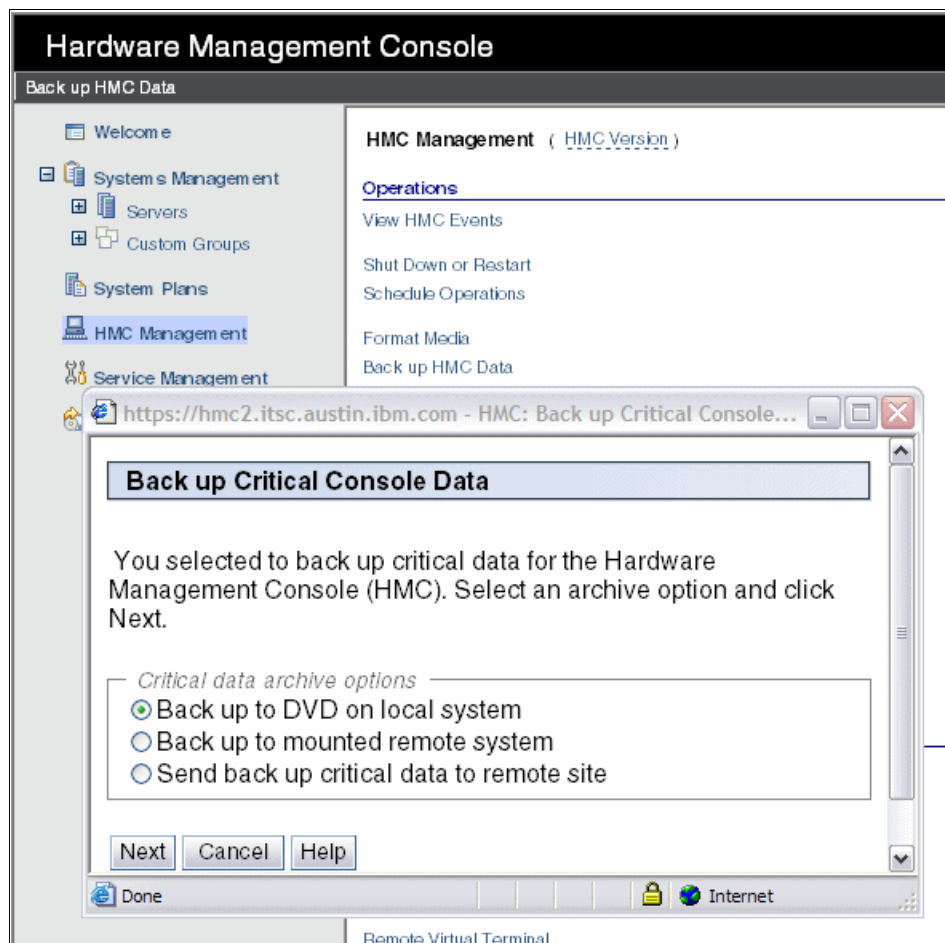 Hardware Management Console
Back up HMC Data
Welcome
Systems Management
Servers
Custom Groups
System Plans
HMC Management
Service Management
HMC Management ( HMC Version )
Operations
View HMC Events
Shut Down or Restart
Schedule Operations
Format Media
Back up HMC Data
https://hmc2.itsc.austin.ibm.com - HMC: Back up Critical Console...
Back up Critical Console Data
You selected to back up critical data for the Hardware
Management Console (HMC). Select an archive option and click
Next.
Critical data archive options
Back up to DVD on local system
Back up to mounted remote system
Send back up critical data to remote site
Next Cancel Help
Done Internet
Remote Virtual Terminal